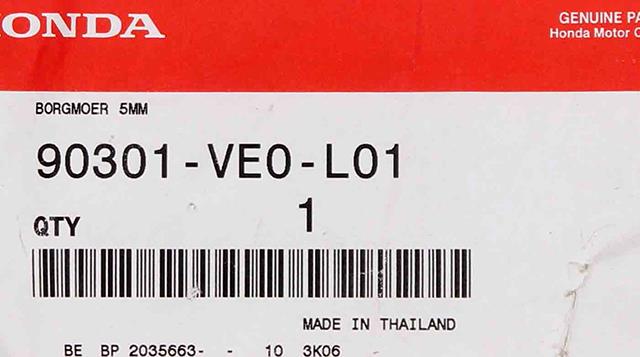 HONDA
GENUINE PA
Honda Motor C
BORGMOER 5MM
90301-VE0-L01
QTY 1
MADE IN THAILAND
BE BP 2035663- - 10 3K06